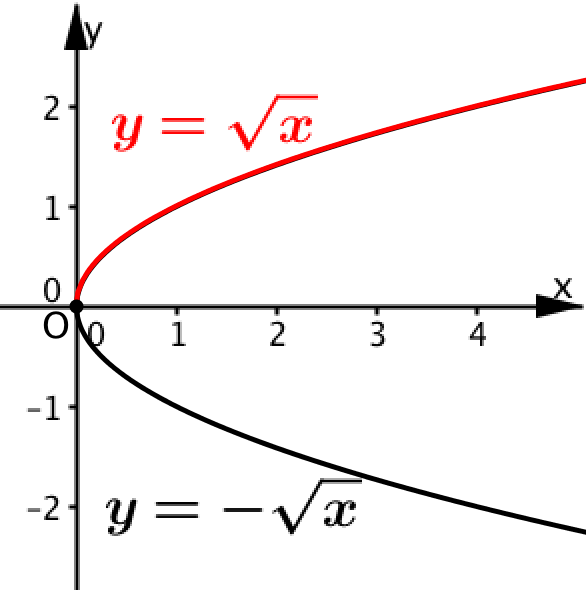 y
2
y = √x
1
0
x
O
0 1 2 3 4
–1
y = −√x
–2